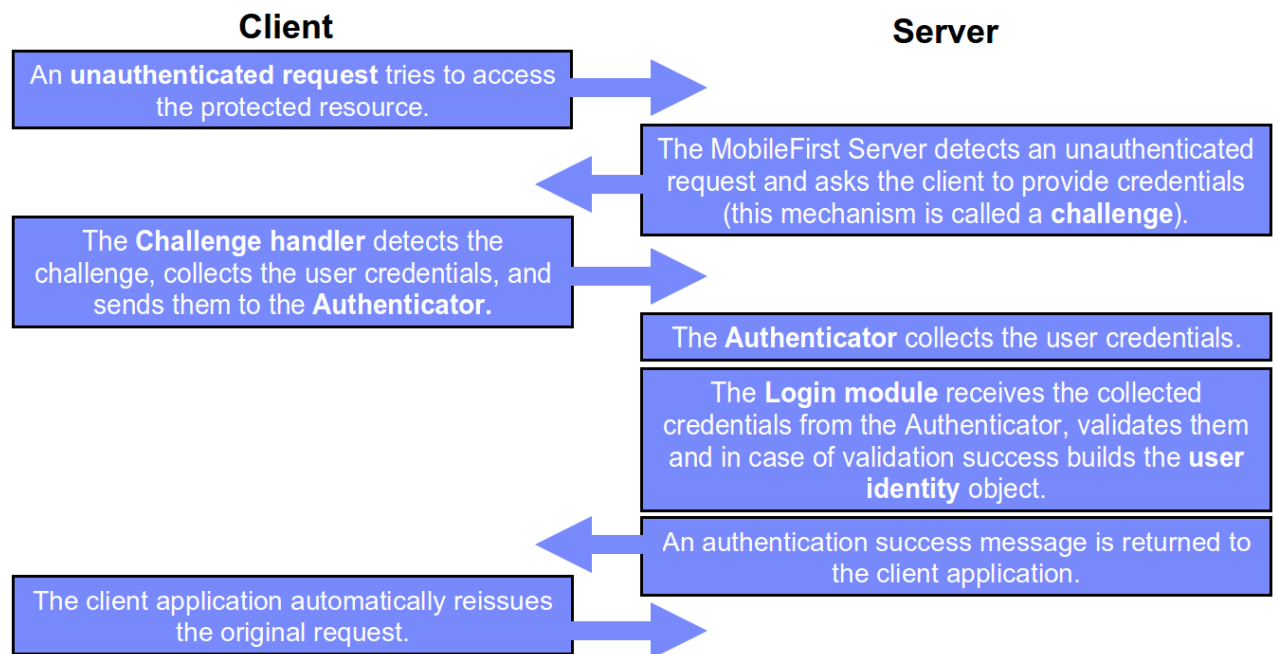 Client
Server
An unauthenticated request tries to access
the protected resource.
The MobileFirst Server detects an unauthenticated
request and asks the client to provide credentials
(this mechanism is called a challenge).
The Challenge handler detects the
challenge, collects the user credentials, and
sends them to the Authenticator.
The Authenticator collects the user credentials.
The Login module receives the collected
credentials from the Authenticator, validates them
and in case of validation success builds the user
identity object.
An authentication success message is returned to
the client application.
The client application automatically reissues
the original request.